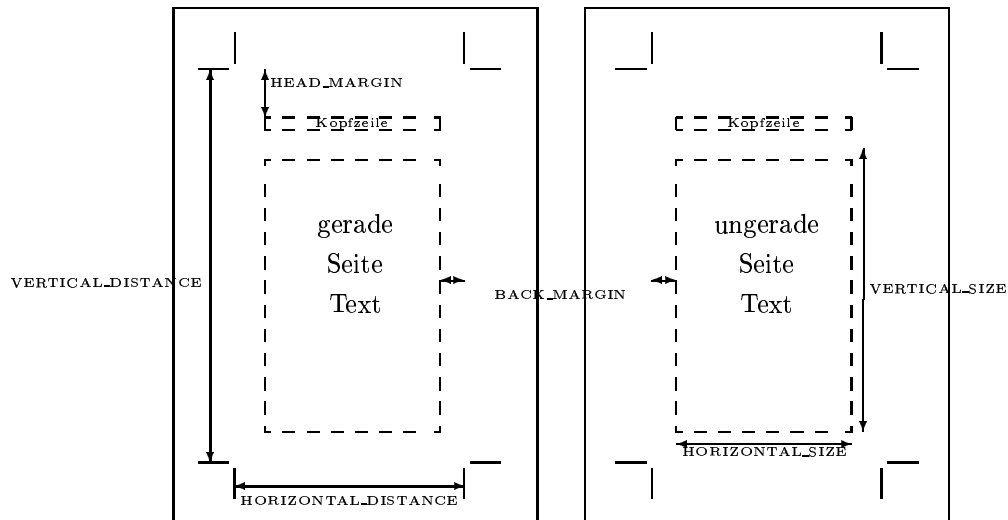 HEAD_MARGIN
Kopfzeile
Kopfzeile
gerade
Seite
Text
ungerade
Seite
Text
VERTICAL_DISTANCE
BACK_MARGIN
VERTICAL_SIZE
HORIZONTAL_SIZE
HORIZONTAL_DISTANCE